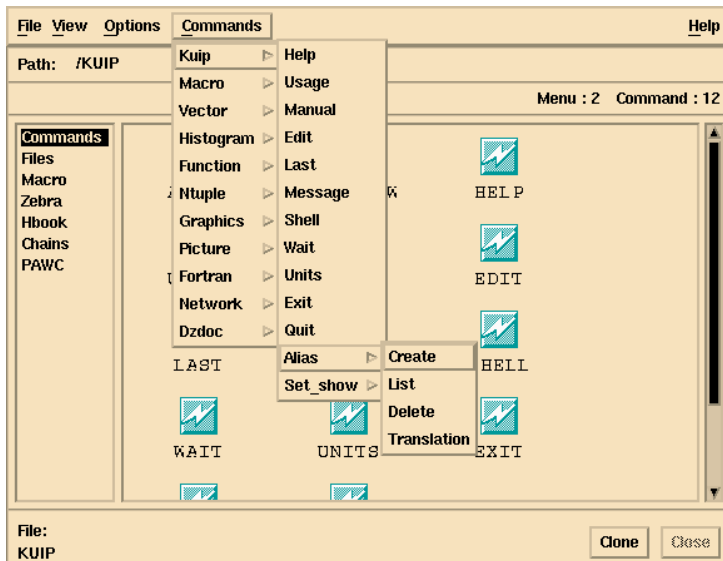 File View Options Commands Help
Path: /KUIP
Menu : 2 Command : 12
Commands
Files
Macro
Zebra
Hbook
Chains
PAWC
Kuip
Macro
Vector
Histogram
Function
Ntuple
Graphics
Picture
Fortran
Network
Dzdoc
Help
Usage
Manual
Edit
Last
Message
Shell
Wait
Units
Exit
Quit
Alias
Set_show
Create
List
Delete
Translation
HELP
EDIT
LAST
WAIT UNITS EXIT
File:
KUIP
Clone Close